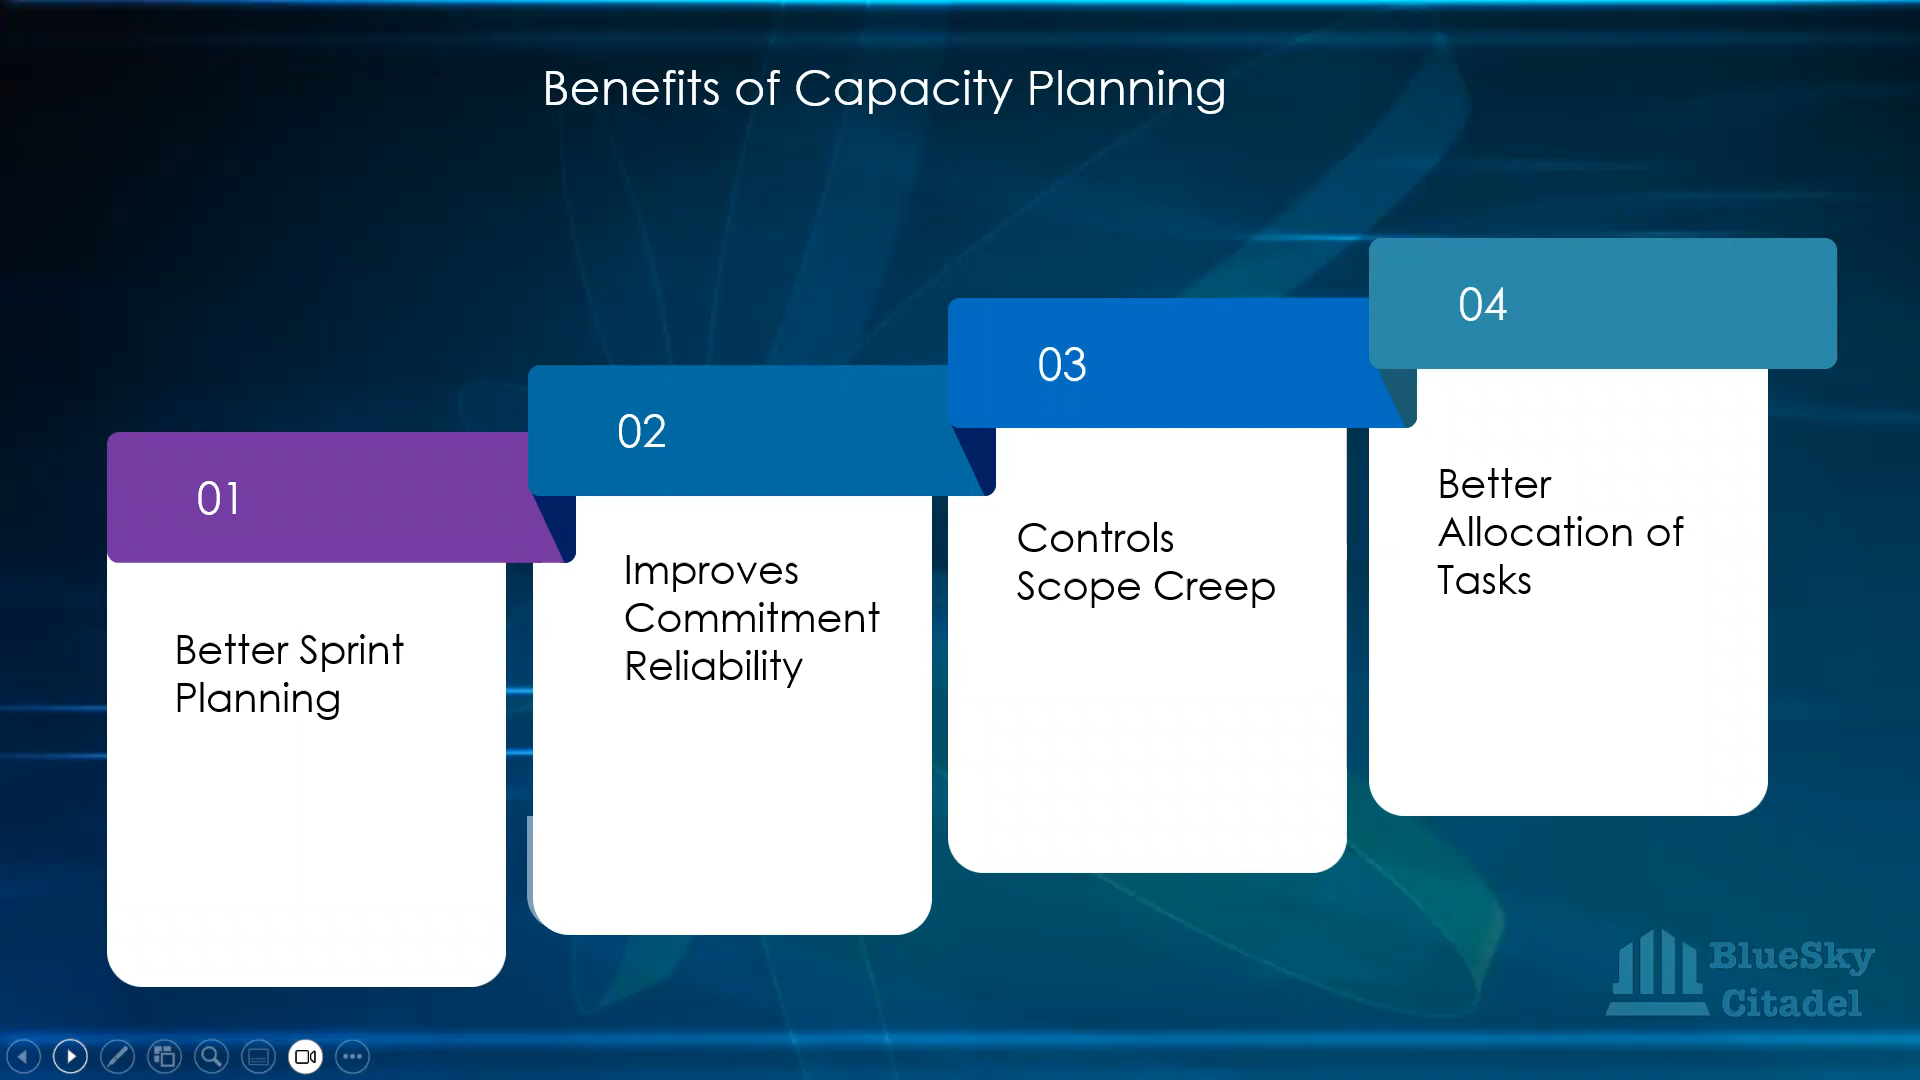 Benefits of Capacity Planning
01
Better Sprint
Planning
02
Improves
Commitment
Reliability
03
Controls
Scope Creep
04
Better
Allocation of
Tasks
BlueSky
Citadel